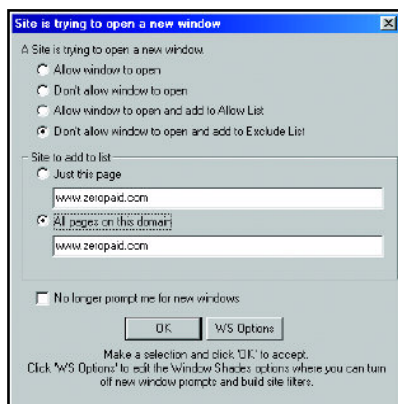 Site is trying to open a new window
A Site is trying to open a new window.
Allow window to open
Don't allow window to open
Allow window to open and add to Allow List
Don't allow window to open and add to Exclude List
Site to add to list
Just this page
www.zeropaid.com
All pages on this domain
www.zeropaid.com
No longer prompt me for new windows
OK WS Options
Make a selection and click 'OK' to accept.
Click 'WS Options' to edit the Window Shades options where you can turn
off new window prompts and build site filters.